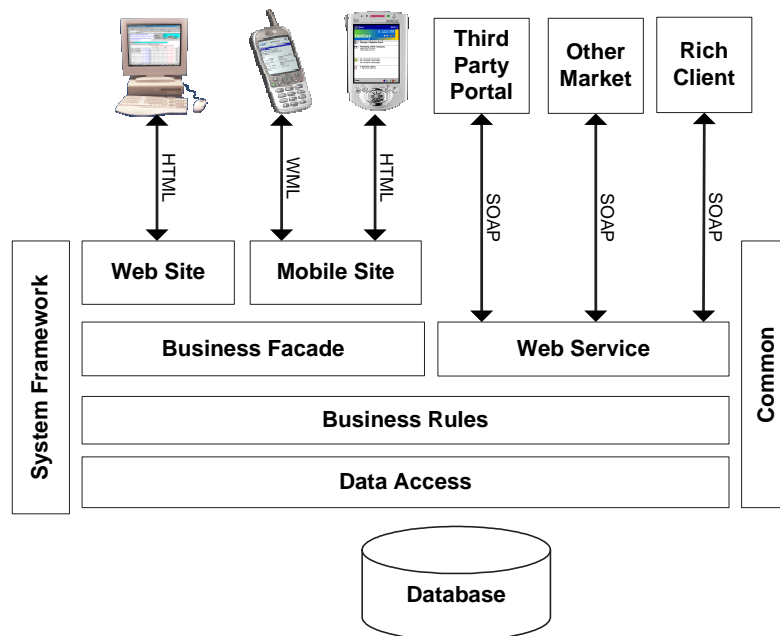 Third
Party
Portal
Other
Market
Rich
Client
HTML
WML
HTML
SOAP
SOAP
SOAP
System Framework
Web Site
Mobile Site
Common
Business Facade
Web Service
Business Rules
Data Access
Database